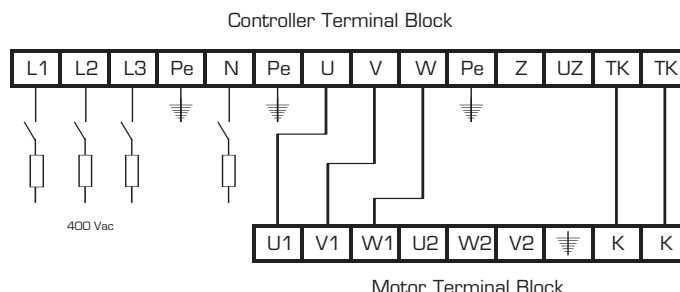 Controller Terminal Block
L1 L2 L3 Pe N Pe U V W Pe Z UZ TK TK
400 Vac
U1 V1 W1 U2 W2 V2 K K
Motor Terminal Block